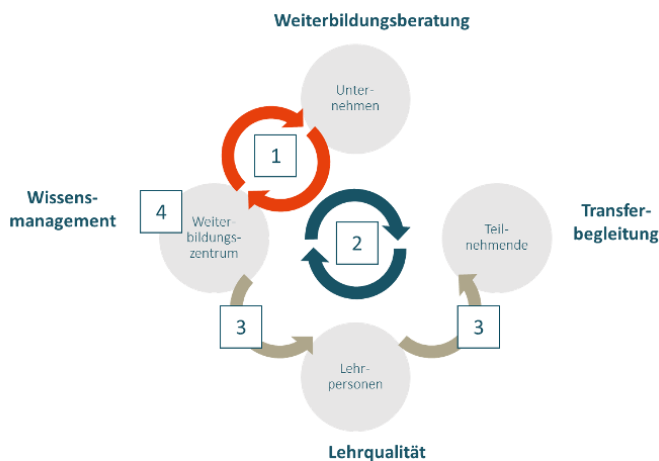 Weiterbildungsberatung
Unter-
nehmen
1
Wissens-
management
4
Weiter-
bildungs-
zentrum
2
Teil-
nehmende
Transfer-
begleitung
3
3
Lehr-
personen
Lehrqualität